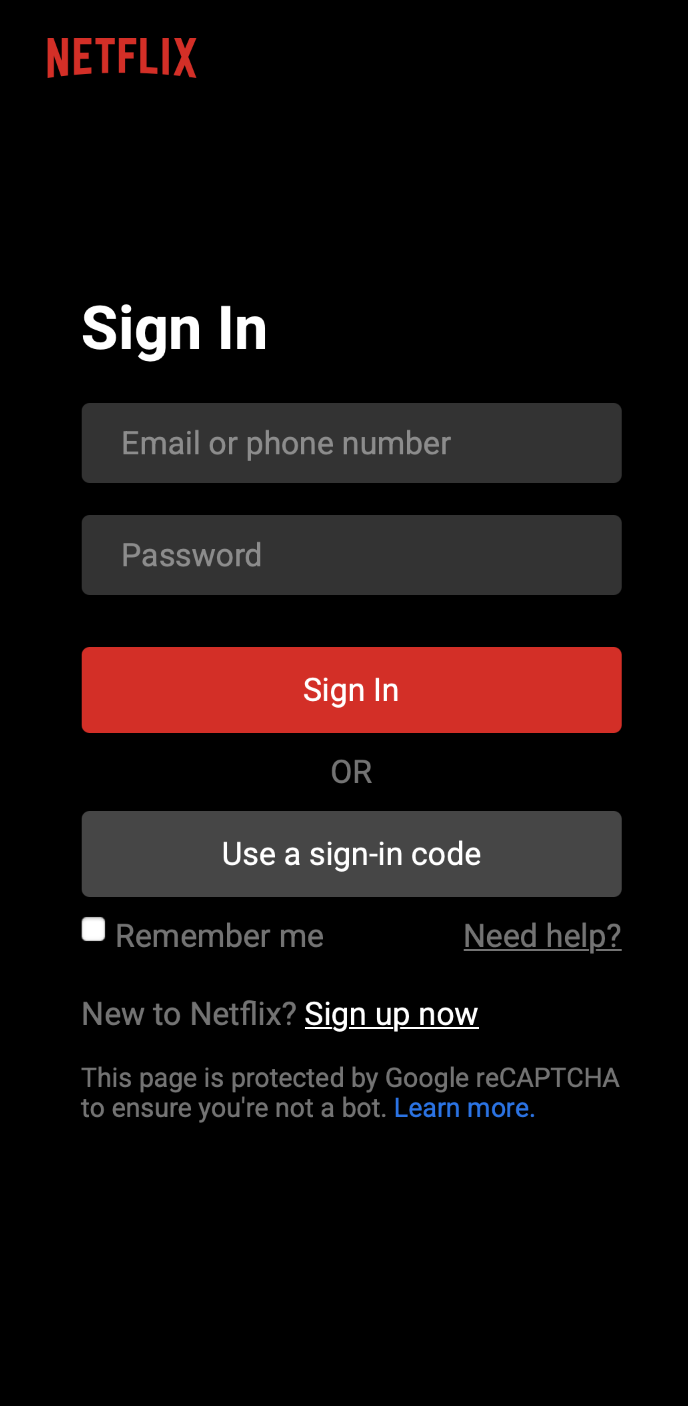 NETFLIX
Sign In
Email or phone number
Password
Sign In
OR
Use a sign-in code
Remember me
Need help?
New to Netflix? Sign up now
This page is protected by Google reCAPTCHA
to ensure you're not a bot. Learn more.